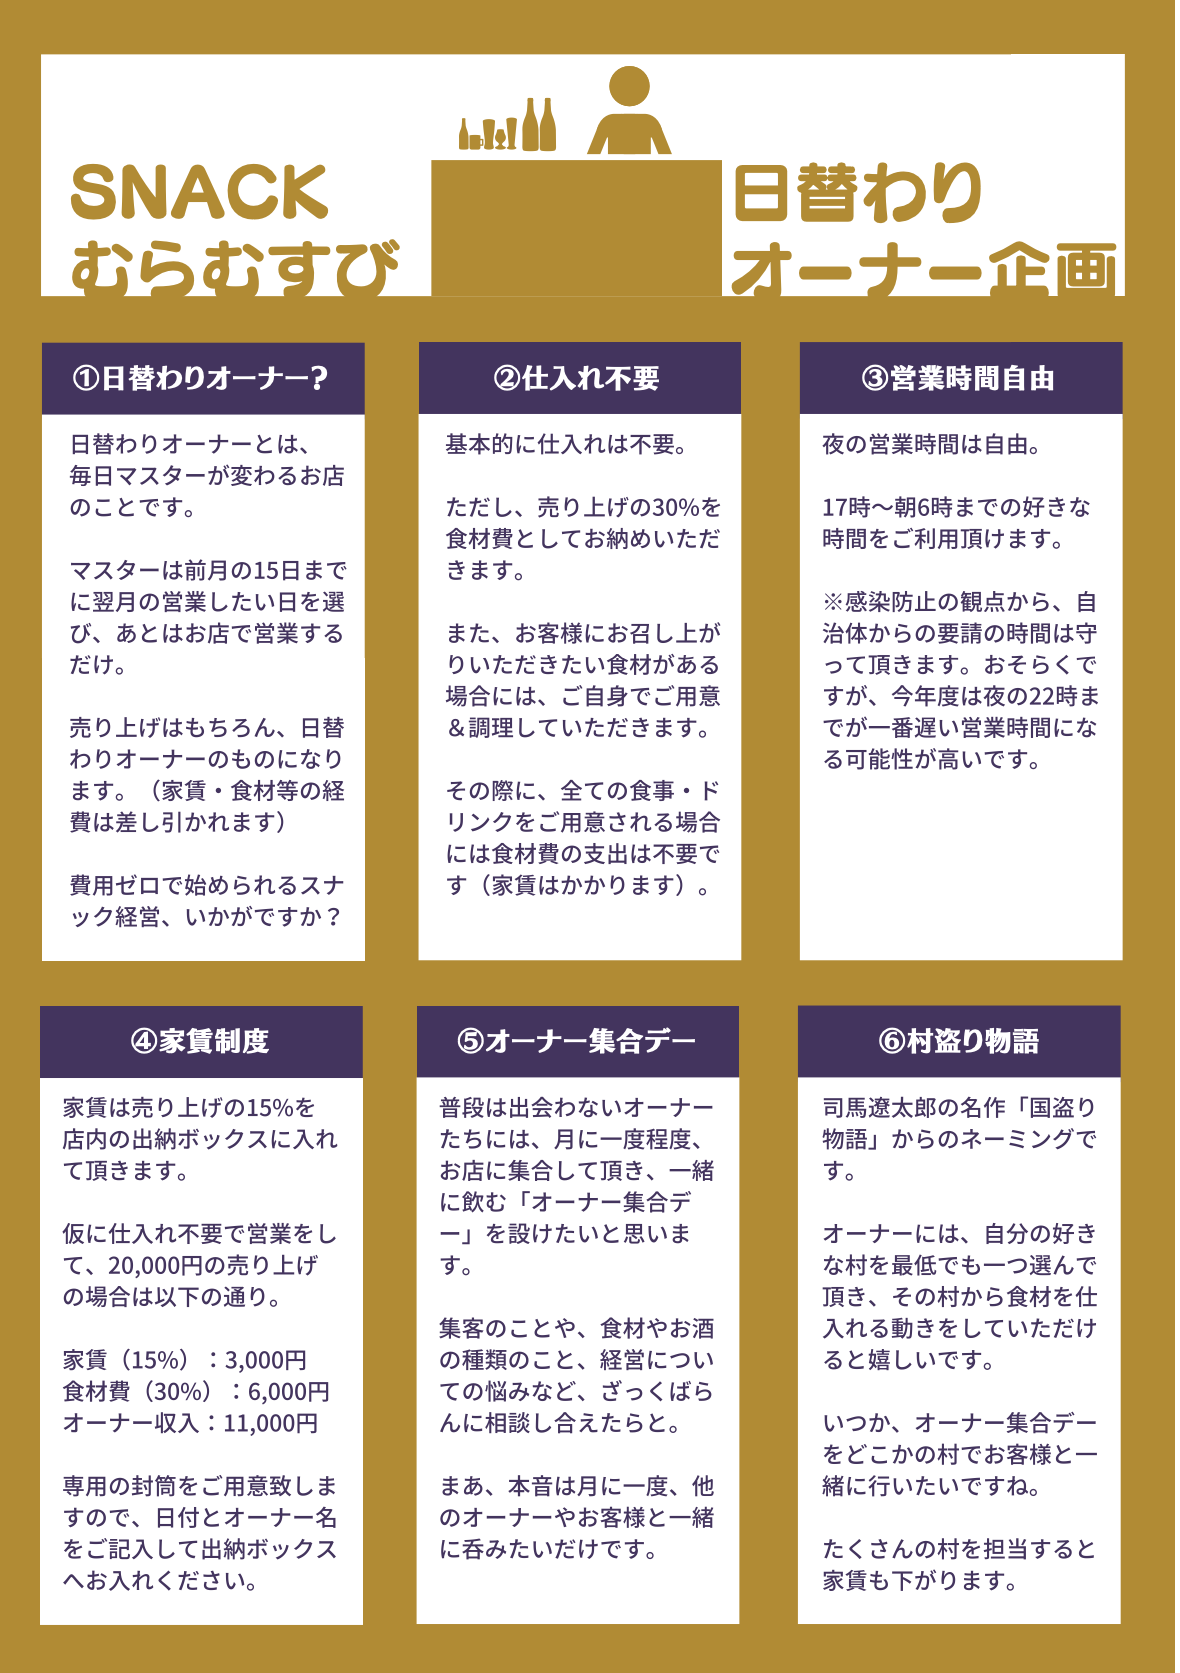 SNACK
むらむすび
日替わり
オーナー企画
①日替わりオーナー?
日替わりオーナーとは、
毎日マスターが変わるお店
のことです。
マスターは前月の15日まで
に翌月の営業したい日を選
び、あとはお店で営業する
だけ。
売り上げはもちろん、日替
わりオーナーのものになり
ます。（家賃・食材等の経
費は差し引かれます）
費用ゼロで始められるスナ
ック経営、いかがですか？
②仕入れ不要
基本的に仕入れは不要。
ただし、売り上げの30%を
食材費としてお納めいただ
きます。
また、お客様にお召し上が
りいただきたい食材がある
場合には、ご自身でご用意
＆調理していただきます。
その際に、全ての食事・ド
リンクをご用意される場合
には食材費の支出は不要で
す（家賃はかかります）。
③営業時間自由
夜の営業時間は自由。
17時〜朝6時までの好きな
時間をご利用頂けます。
※感染防止の観点から、自
治体からの要請の時間は守
って頂きます。おそらくで
すが、今年度は夜の22時ま
でが一番遅い営業時間にな
る可能性が高いです。
④家賃制度
家賃は売り上げの15%を
店内の出納ボックスに入れ
て頂きます。
仮に仕入れ不要で営業をし
て、20,000円の売り上げ
の場合は以下の通り。
家賃（15%）：3,000円
食材費（30%）：6,000円
オーナー収入：11,000円
専用の封筒をご用意致しま
すので、日付とオーナー名
をご記入して出納ボックス
へお入れください。
⑤オーナー集合デー
普段は出会わないオーナー
たちには、月に一度程度、
お店に集合して頂き、一緒
に飲む「オーナー集合デ
ー」を設けたいと思いま
す。
集客のことや、食材やお酒
の種類のこと、経営につい
ての悩みなど、ざっくばら
んに相談し合えたらと。
まあ、本音は月に一度、他
のオーナーやお客様と一緒
に呑みたいだけです。
⑥村盗り物語
司馬遼太郎の名作「国盗り
物語」からのネーミングで
す。
オーナーには、自分の好き
な村を最低でも一つ選んで
頂き、その村から食材を仕
入れる動きをしていただけ
ると嬉しいです。
いつか、オーナー集合デー
をどこかの村でお客様と一
緒に行いたいですね。
たくさんの村を担当すると
家賃も下がります。